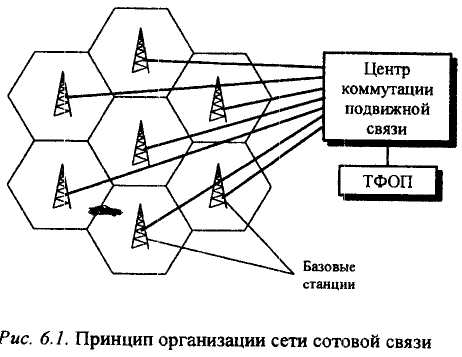 Центр
коммутации
подвижной
связи
ТФОП
Базовые
станции
Рис. 6.1. Принцип организации сети сотовой связи